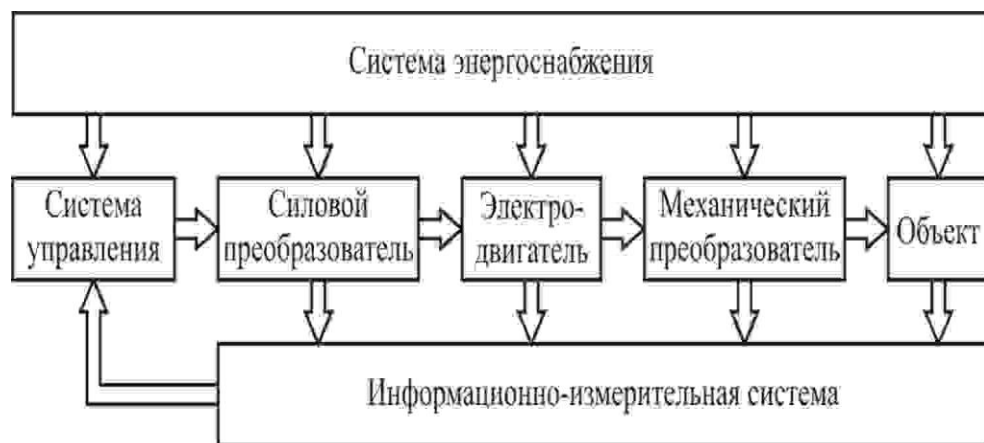 Система энергоснабжения
Система
управления
Силовой
преобразователь
Электро-
двигатель
Механический
преобразователь
Объект
Информационно-измерительная система